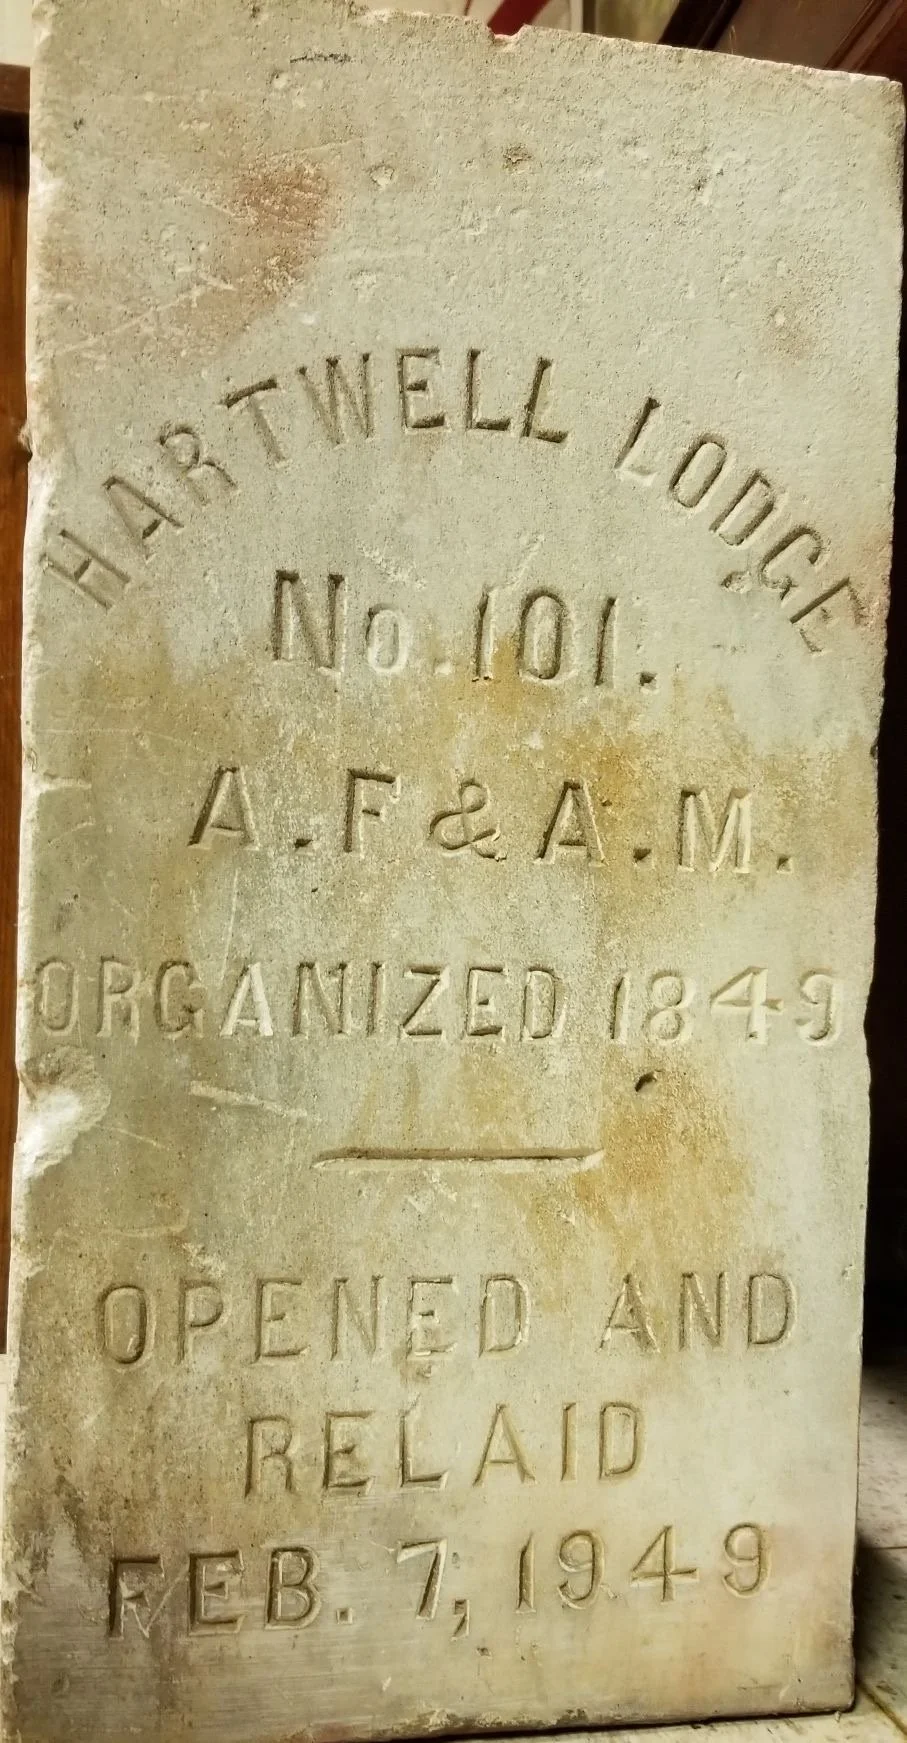 HARTWELL LODGE
No. 101.
A. F & A. M.
ORGANIZED 1849
OPENED AND
RELAID
FEB. 7, 1949